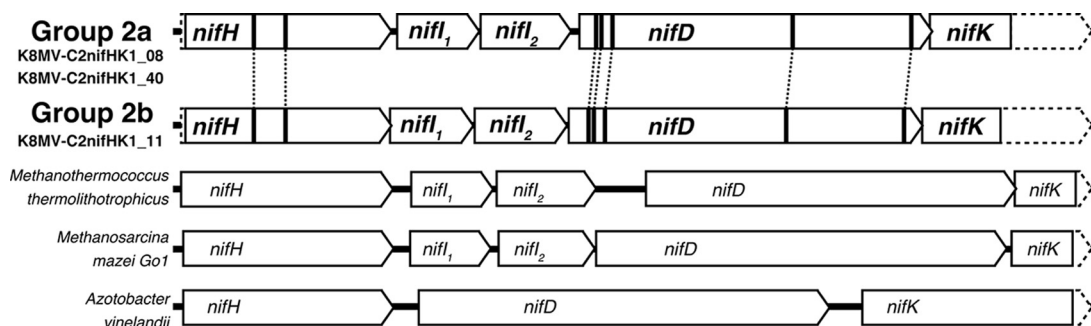 Group 2a nifH nifI1 nifI2 nifD nifK
K8MV-C2nifHK1_08
K8MV-C2nifHK1_40
Group 2b nifH nifI1 nifI2 nifD nifK
K8MV-C2nifHK1_11
Methanothermococcus
thermolithotrophicus nifH nifI1 nifI2 nifD nifK
Methanosarcina
mazei Go1 nifH nifI1 nifI2 nifD nifK
Azotobacter
vinelandii nifH nifD nifK